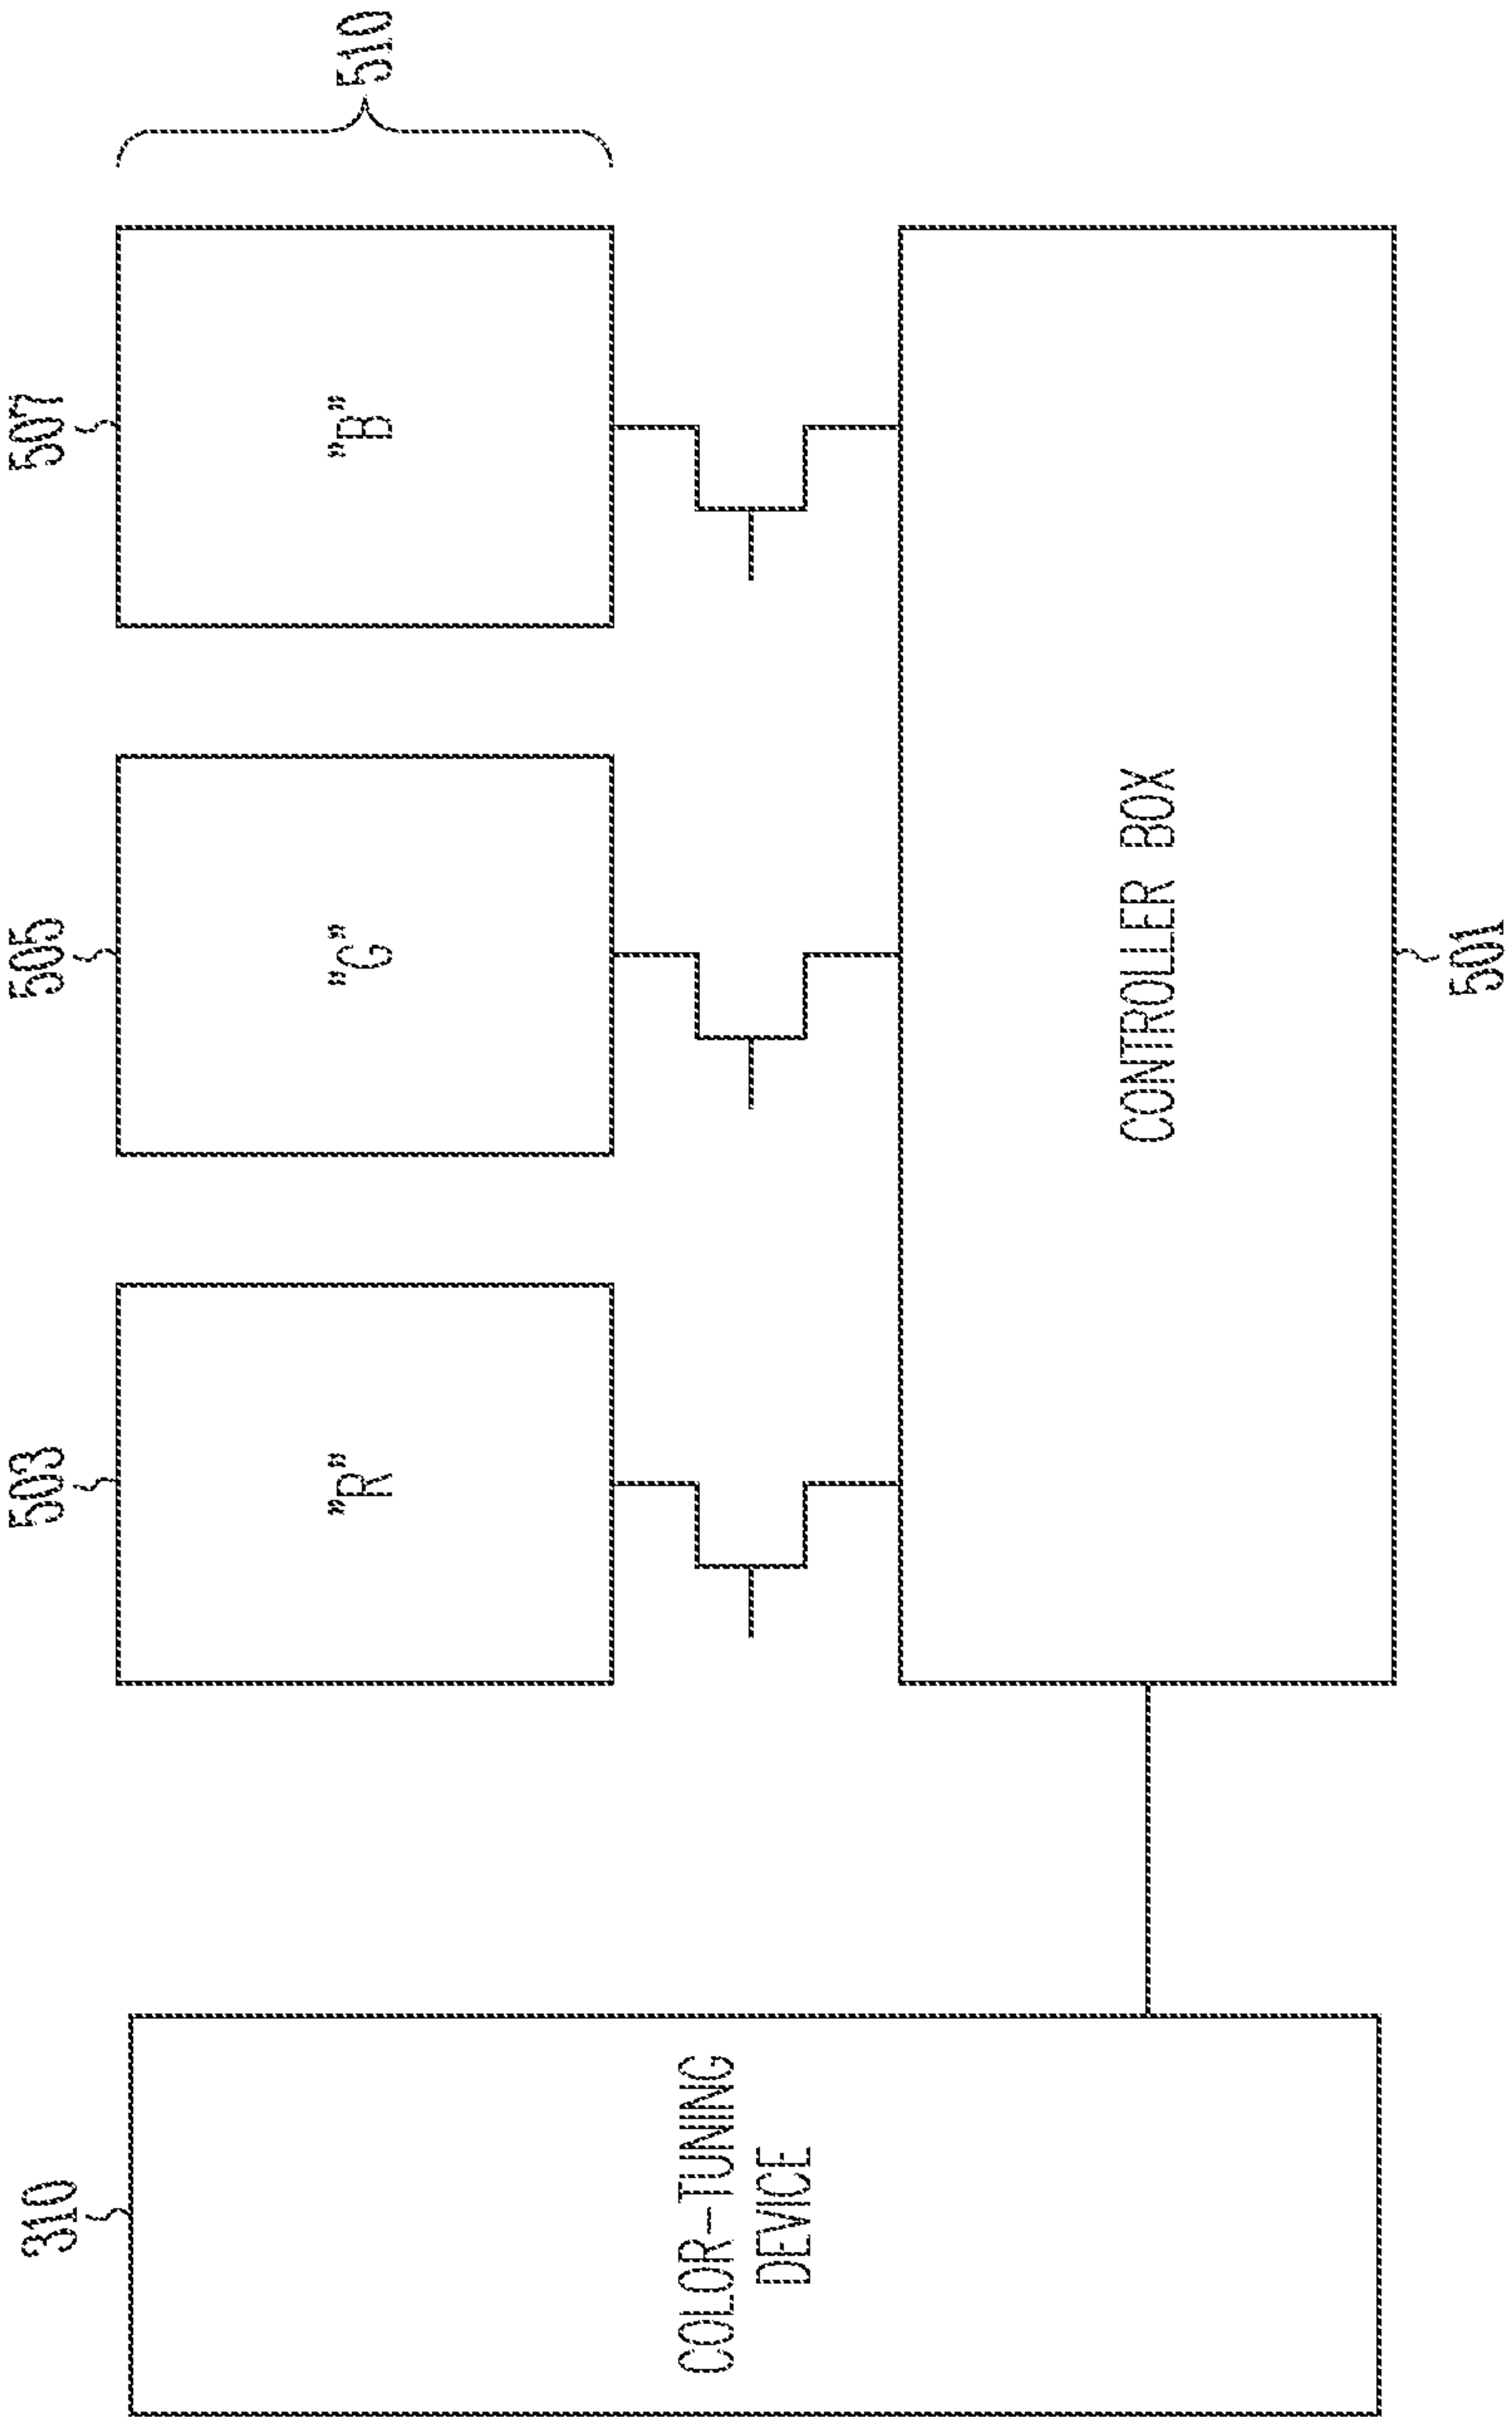 310
503
505
507
"R"
"G"
"B"
510
COLOR-TUNING
DEVICE
CONTROLLER BOX
501